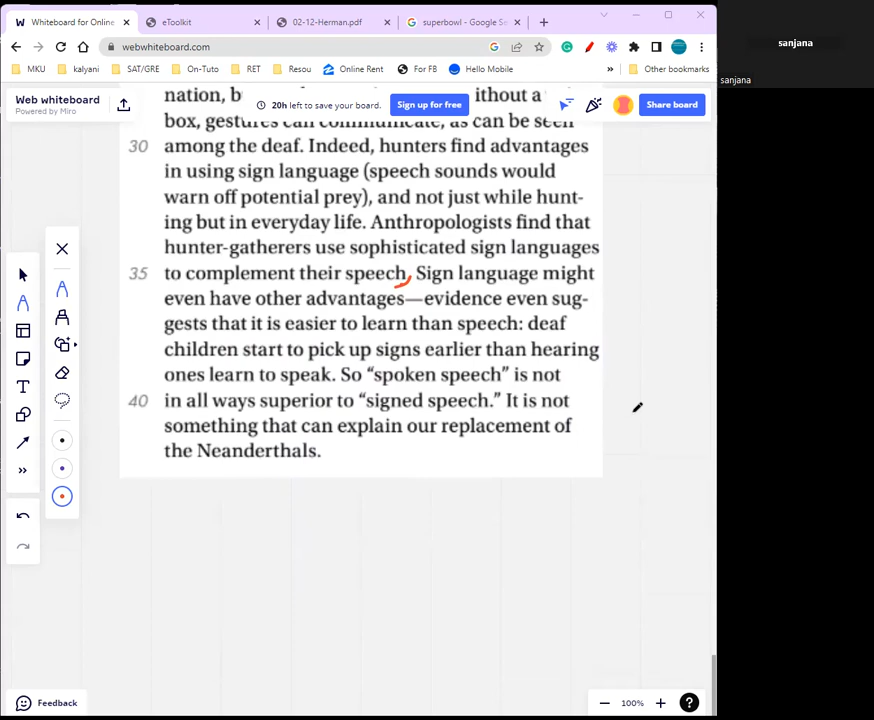 Whiteboard for Online
eToolkit
02-12-Herman.pdf
superbowl - Google Se
webwhiteboard.com
MKU
kalyani
SAT/GRE
On-Tuto
RET
Resou
Online Rent
For FB
Hello Mobile
»
Other bookmarks
sanjana
sanjana
Web whiteboard
Powered by Miro
20h left to save your board.
Sign up for free
Share board
nation, b ithout a
box, gestures can communicate, as can be seen
30 among the deaf. Indeed, hunters find advantages
in using sign language (speech sounds would
warn off potential prey), and not just while hunt-
ing but in everyday life. Anthropologists find that
hunter-gatherers use sophisticated sign languages
35 to complement their speech. Sign language might
even have other advantages—evidence even sug-
gests that it is easier to learn than speech: deaf
children start to pick up signs earlier than hearing
ones learn to speak. So “spoken speech” is not
40 in all ways superior to “signed speech.” It is not
something that can explain our replacement of
the Neanderthals.
Feedback
100%